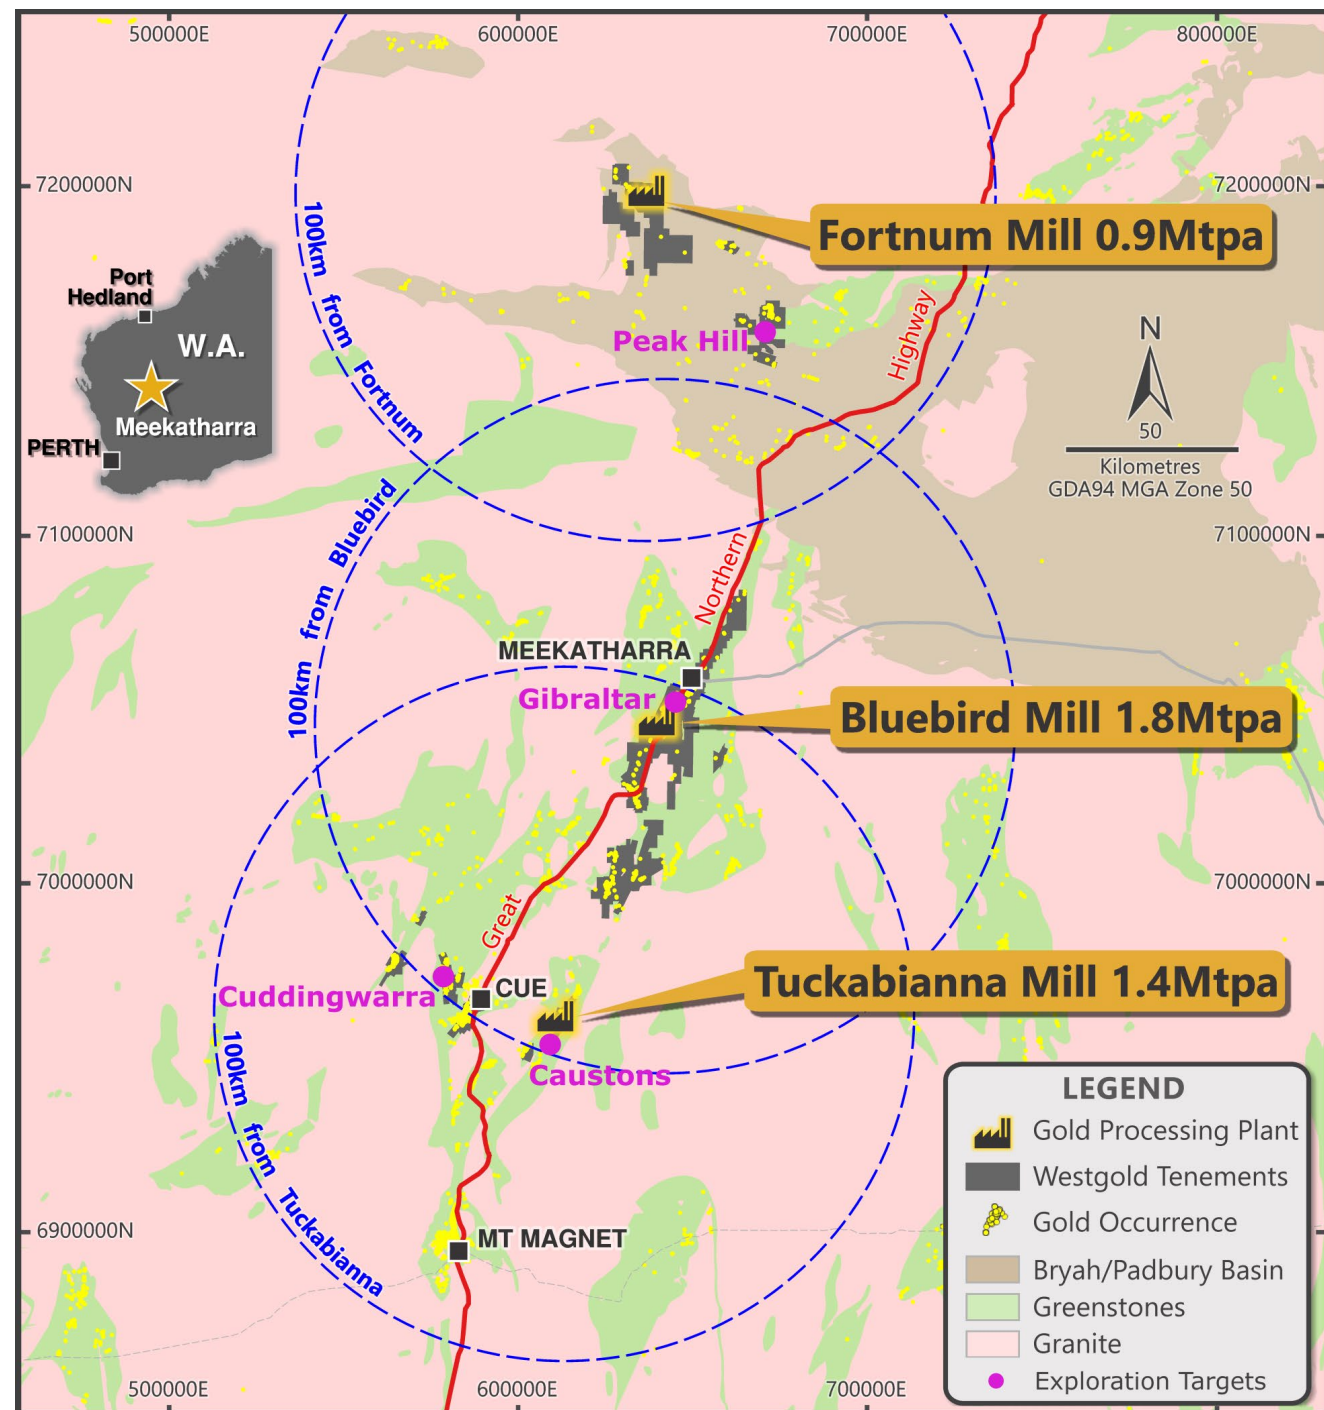 500000E
600000E
700000E
800000E
7200000N
7200000N
Fortnum Mill 0.9Mtpa
100km from Fortnum
Port
Hedland
W.A.
Meekatharra
PERTH
Peak Hill
Highway
N
50
Kilometres
GDA94 MGA Zone 50
100km from Bluebird
7100000N
7100000N
Northern
MEEKATHARRA
Gibraltar
Bluebird Mill 1.8Mtpa
7000000N
7000000N
Great
CUE
Cuddingwarra
Tuckabianna Mill 1.4Mtpa
Caustons
100km from Tuckabianna
6900000N
MT MAGNET
LEGEND
Gold Processing Plant
Westgold Tenements
Gold Occurrence
Bryah/Padbury Basin
Greenstones
Granite
Exploration Targets
500000E
600000E
700000E